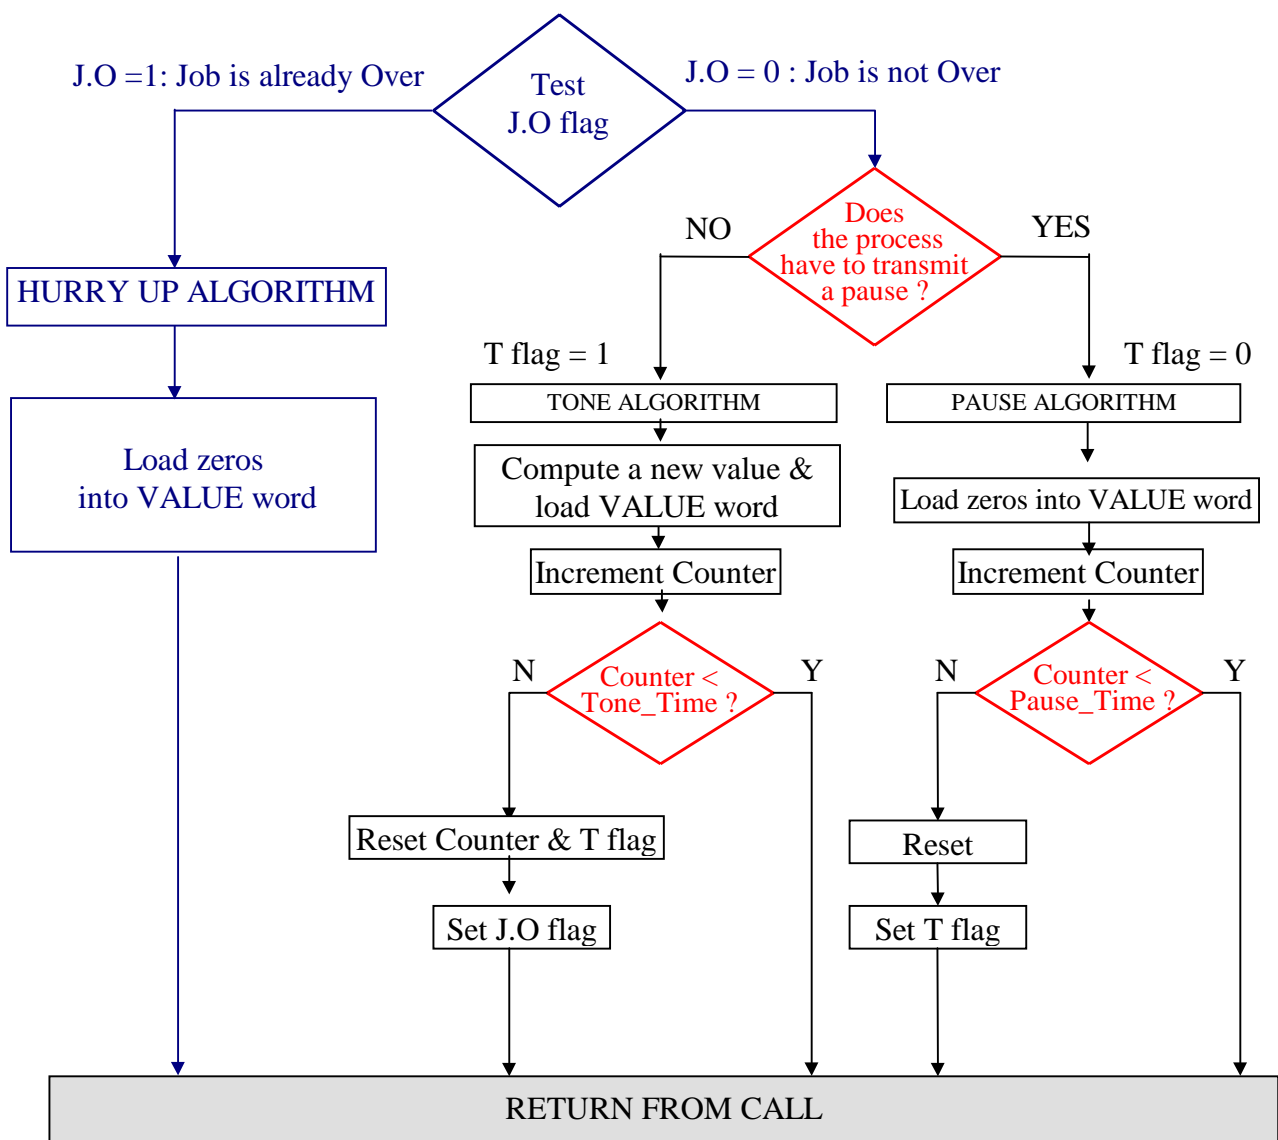 J.O =1: Job is already Over
J.O = 0 : Job is not Over
Test
J.O flag
Does
the process
have to transmit
a pause ?
NO
YES
HURRY UP ALGORITHM
T flag = 1
T flag = 0
TONE ALGORITHM
PAUSE ALGORITHM
Load zeros
into VALUE word
Compute a new value &
load VALUE word
Load zeros into VALUE word
Increment Counter
Increment Counter
N
Counter <
Tone_Time ?
Y
N
Counter <
Pause_Time ?
Y
Reset Counter & T flag
Reset
Set J.O flag
Set T flag
RETURN FROM CALL